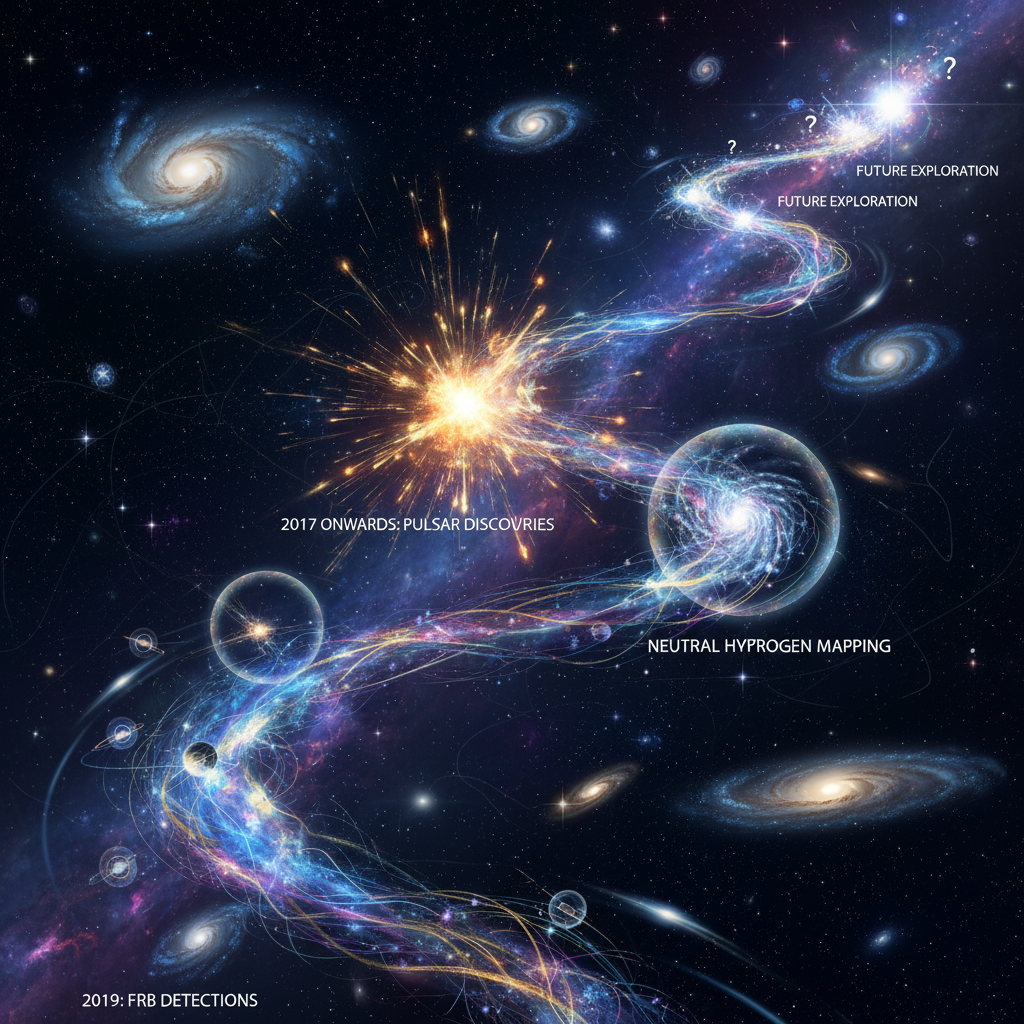 ?
?
?
FUTURE EXPLORATION
FUTURE EXPLORATION
2017 ONWARDS: PULSAR DISCOVRIES
NEUTRAL HYPROGEN MAPPING
2019: FRB DETECTIONS